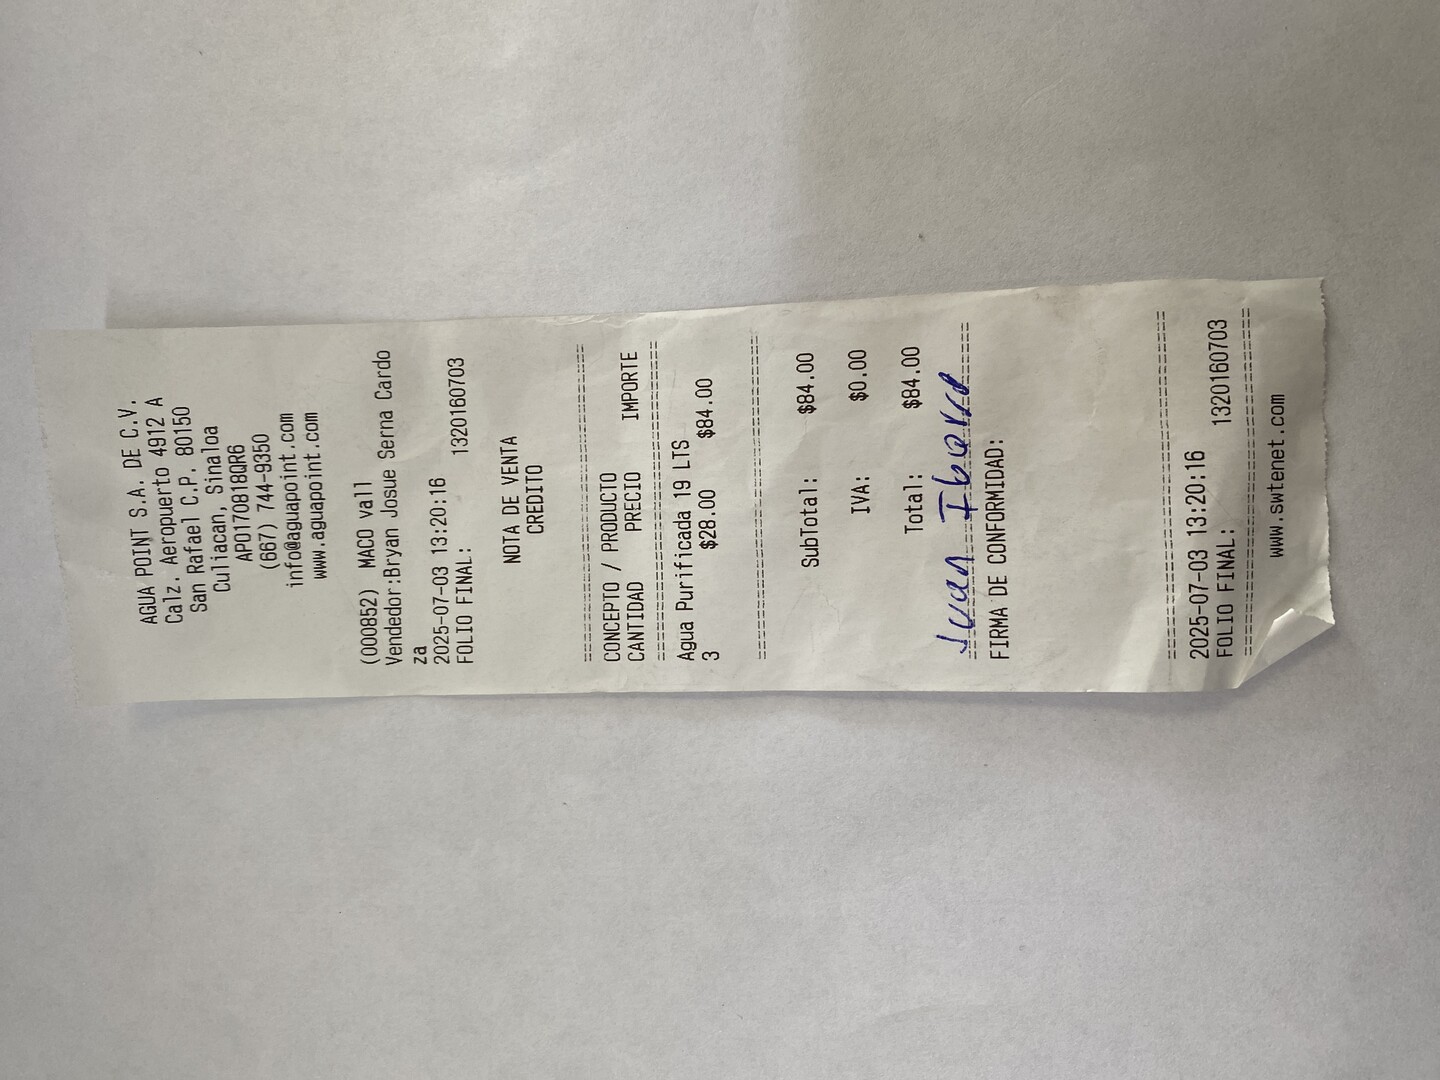 AGUA POINT S.A. DE C.V.
Calz. Aeropuerto 4912 A
San Rafael C.P. 80150
Culiacan, Sinaloa
APO170818QR6
(667) 744-9350
info@aguapoint.com
www.aguapoint.com
(000852) MACO vall
Vendedor:Bryan Josue Serna Cardo
za
2025-07-03 13:20:16
FOLIO FINAL: 1320160703
NOTA DE VENTA
CREDITO
================================
CONCEPTO / PRODUCTO
CANTIDAD PRECIO IMPORTE
================================
Agua Purificada 19 LTS
3 $28.00 $84.00
================================
SubTotal: $84.00
IVA: $0.00
Total: $84.00
Juan Ibarra
================================
FIRMA DE CONFORMIDAD:
================================
2025-07-03 13:20:16
FOLIO FINAL: 1320160703
================================
www.swtenet.com